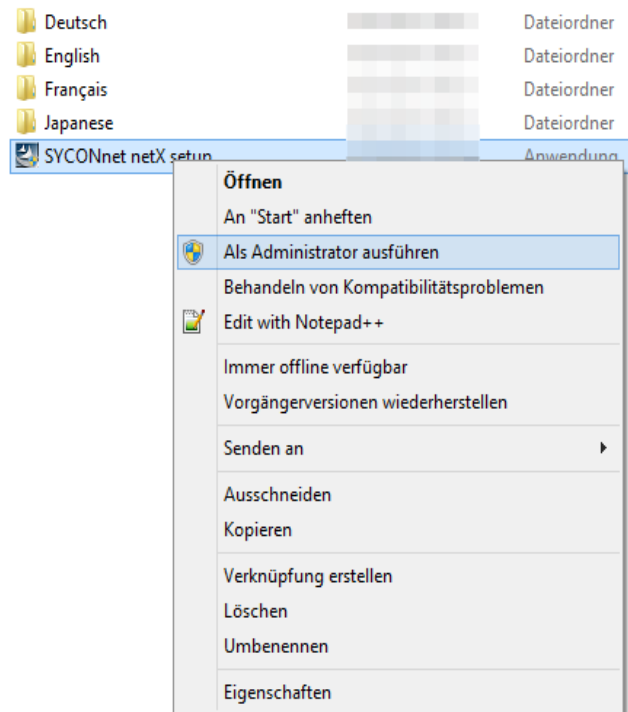 Deutsch Dateiordner
English Dateiordner
Français Dateiordner
Japanese Dateiordner
SYCONnet netX setup Anwendung
Öffnen
An "Start" anheften
Als Administrator ausführen
Behandeln von Kompatibilitätsproblemen
Edit with Notepad++
Immer offline verfügbar
Vorgängerversionen wiederherstellen
Senden an
Ausschneiden
Kopieren
Verknüpfung erstellen
Löschen
Umbenennen
Eigenschaften